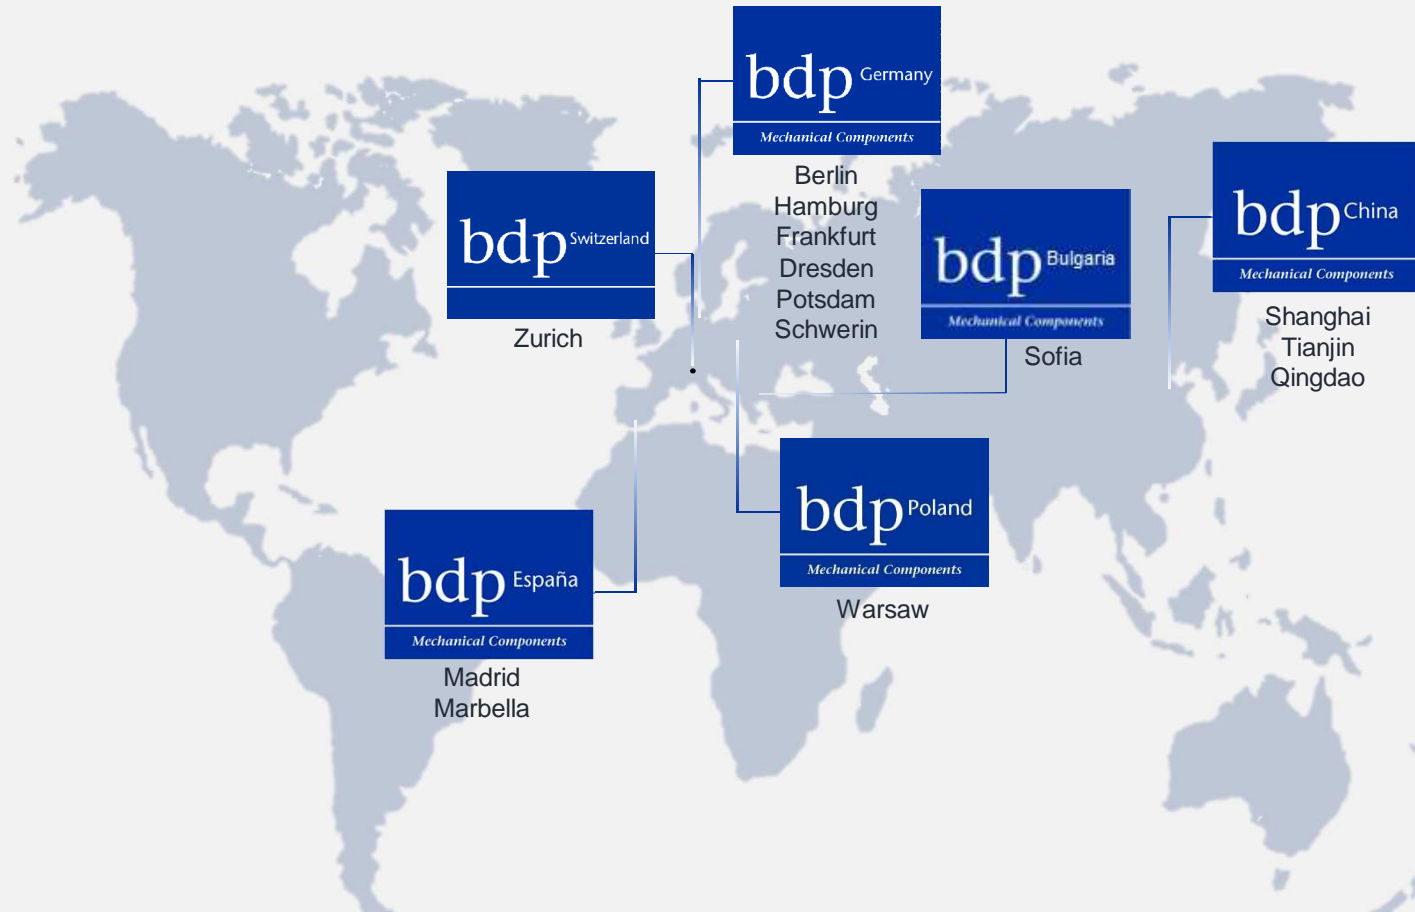 bdp Germany
Mechanical Components
Berlin
Hamburg
Frankfurt
Dresden
Potsdam
Schwerin
bdp Switzerland
Zurich
bdp Bulgaria
Mechanical Components
Sofia
bdp China
Mechanical Components
Shanghai
Tianjin
Qingdao
bdp Poland
Mechanical Components
Warsaw
bdp España
Mechanical Components
Madrid
Marbella